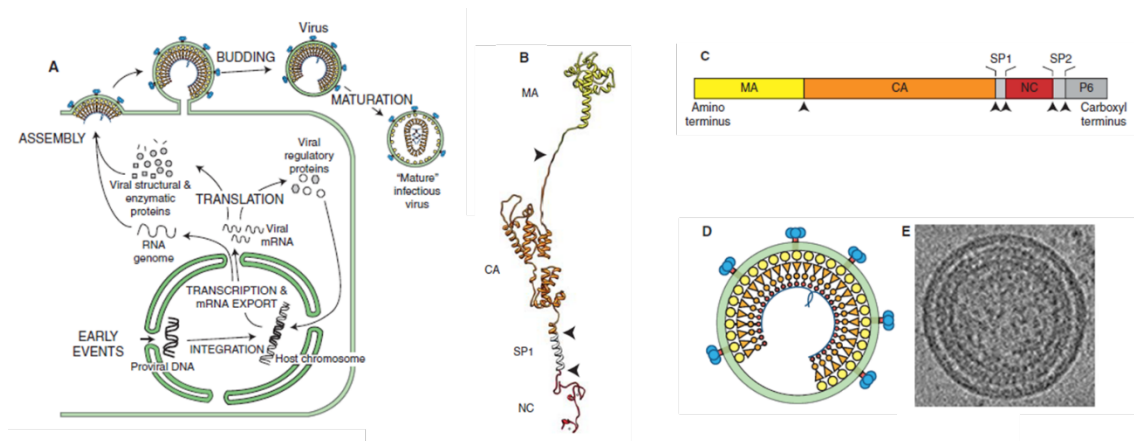 A
Virus
BUDDING
MATURATION
ASSEMBLY
Viral
regulatory
proteins
"Mature"
infectious
virus
Viral structural &
enzymatic
proteins
TRANSLATION
RNA
genome
Viral
mRNA
TRANSCRIPTION &
mRNA EXPORT
EARLY
EVENTS
INTEGRATION
Proviral DNA
Host chromosome
B
MA
CA
SP1
NC
C
SP1
SP2
MA
CA
NC
P6
Amino
terminus
Carboxyl
terminus
D
E